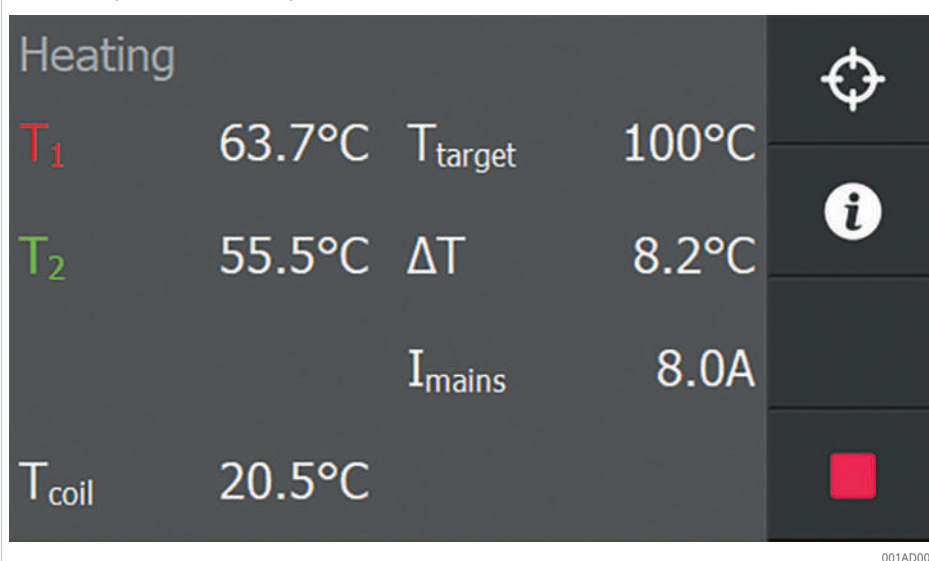 Heating
T1 63.7°C Ttarget 100°C
T2 55.5°C ΔT 8.2°C
Imains 8.0A
Tcoil 20.5°C
i
001AD00